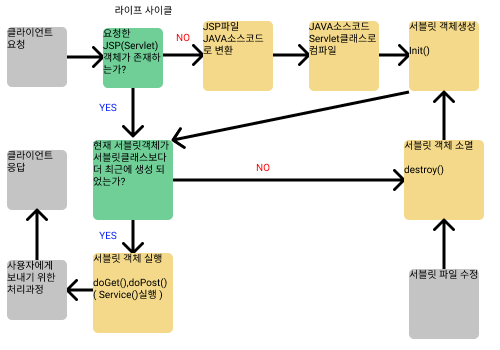 라이프 사이클
클라이언트
요청
요청한
JSP(Servlet)
객체가 존재하
는가?
NO
JSP파일
JAVA소스코드
로 변환
JAVA소스코드
Servlet클래스로
컴파일
서블릿 객체생성
Init()
YES
클라이언트
응답
현재 서블릿객체가
서블릿클래스보다
더 최근에 생성 되
었는가?
NO
서블릿 객체 소멸
destroy()
YES
사용자에게
보내기 위한
처리과정
서블릿 객체 실행
doGet(),doPost()
( Service()실행 )
서블릿 파일 수정